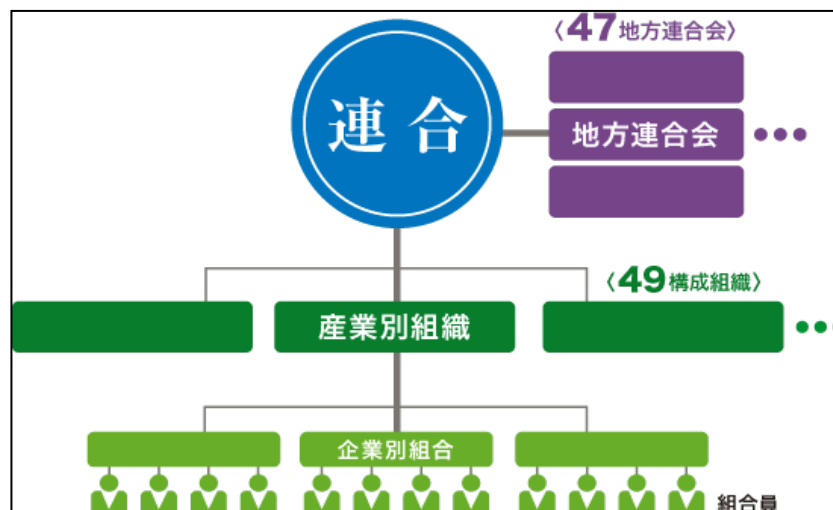 〈47地方連合会〉
連合
地方連合会
〈49構成組織〉
産業別組織
企業別組合
組合員